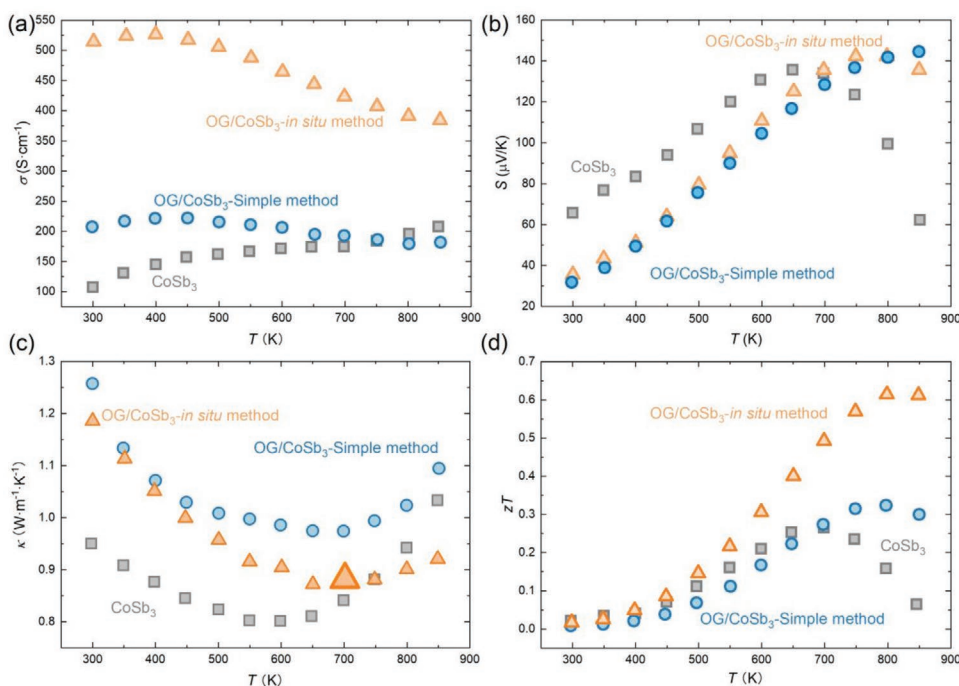 (a)
550
500
450
400
350
300
250
200
150
100
σ (S·cm⁻¹)
OG/CoSb₃-in situ method
OG/CoSb₃-Simple method
CoSb₃
300 400 500 600 700 800 900
T (K)
(b)
160
140
120
100
80
60
40
20
S (μV/K)
OG/CoSb₃-in situ method
CoSb₃
OG/CoSb₃-Simple method
300 400 500 600 700 800 900
T (K)
(c)
1.3
1.2
1.1
1.0
0.9
0.8
κ (W·m⁻¹·K⁻¹)
OG/CoSb₃-in situ method
OG/CoSb₃-Simple method
CoSb₃
300 400 500 600 700 800 900
T (K)
(d)
0.7
0.6
0.5
0.4
0.3
0.2
0.1
0.0
zT
OG/CoSb₃-in situ method
CoSb₃
OG/CoSb₃-Simple method
300 400 500 600 700 800 900
T (K)